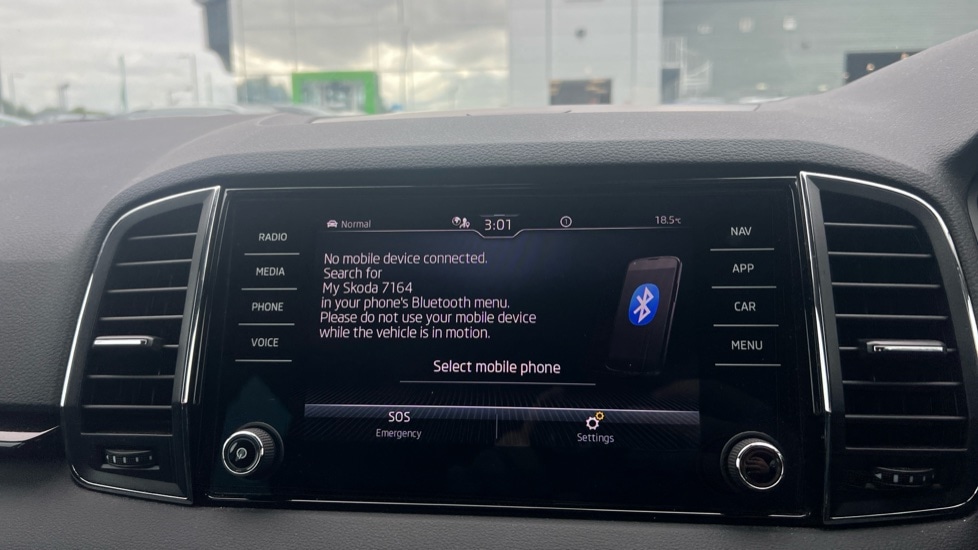 Normal
3:01
18.5°c
RADIO
MEDIA
PHONE
VOICE
No mobile device connected.
Search for
My Skoda 7164
in your phone's Bluetooth menu.
Please do not use your mobile device
while the vehicle is in motion.
Select mobile phone
SOS
Emergency
Settings
NAV
APP
CAR
MENU